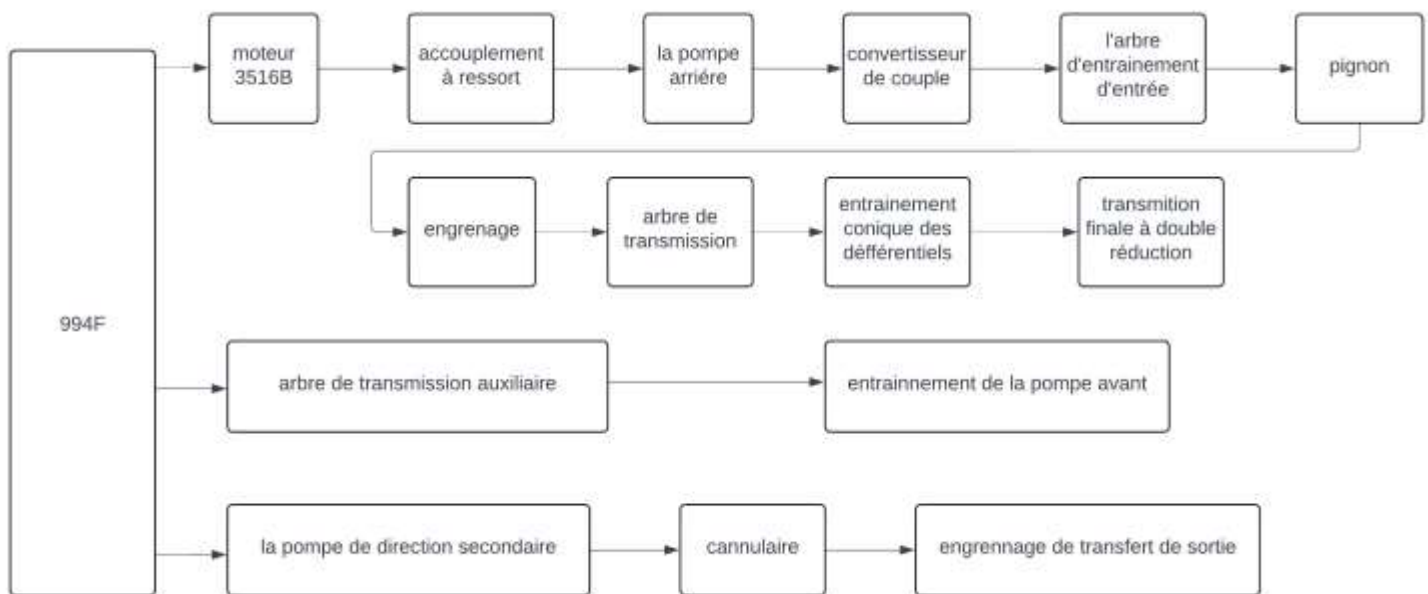 994F
moteur
3516B
accouplement
à ressort
la pompe
arriére
convertisseur
de couple
l'arbre
d'entrainement
d'entrée
pignon
engrenage
arbre de
transmission
entrainement
conique des
défférentiels
transmition
finale à double
réduction
arbre de transmission auxiliaire
entrainnement de la pompe avant
la pompe de direction secondaire
cannulaire
engrennage de transfert de sortie